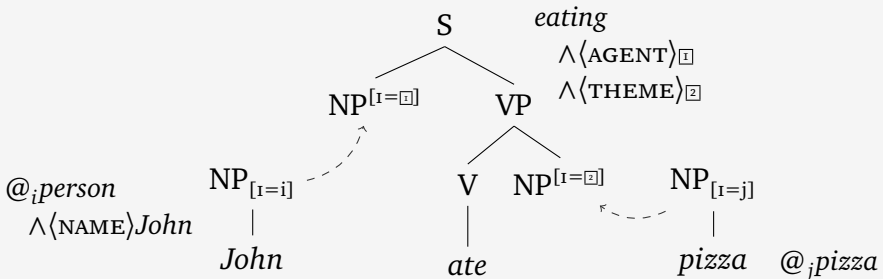 S eating
∧⟨AGENT⟩1
NP[I=1] VP ∧⟨THEME⟩2
@iperson NP[I=i] V NP[I=2] NP[I=j]
∧⟨NAME⟩John
John ate pizza @jpizza